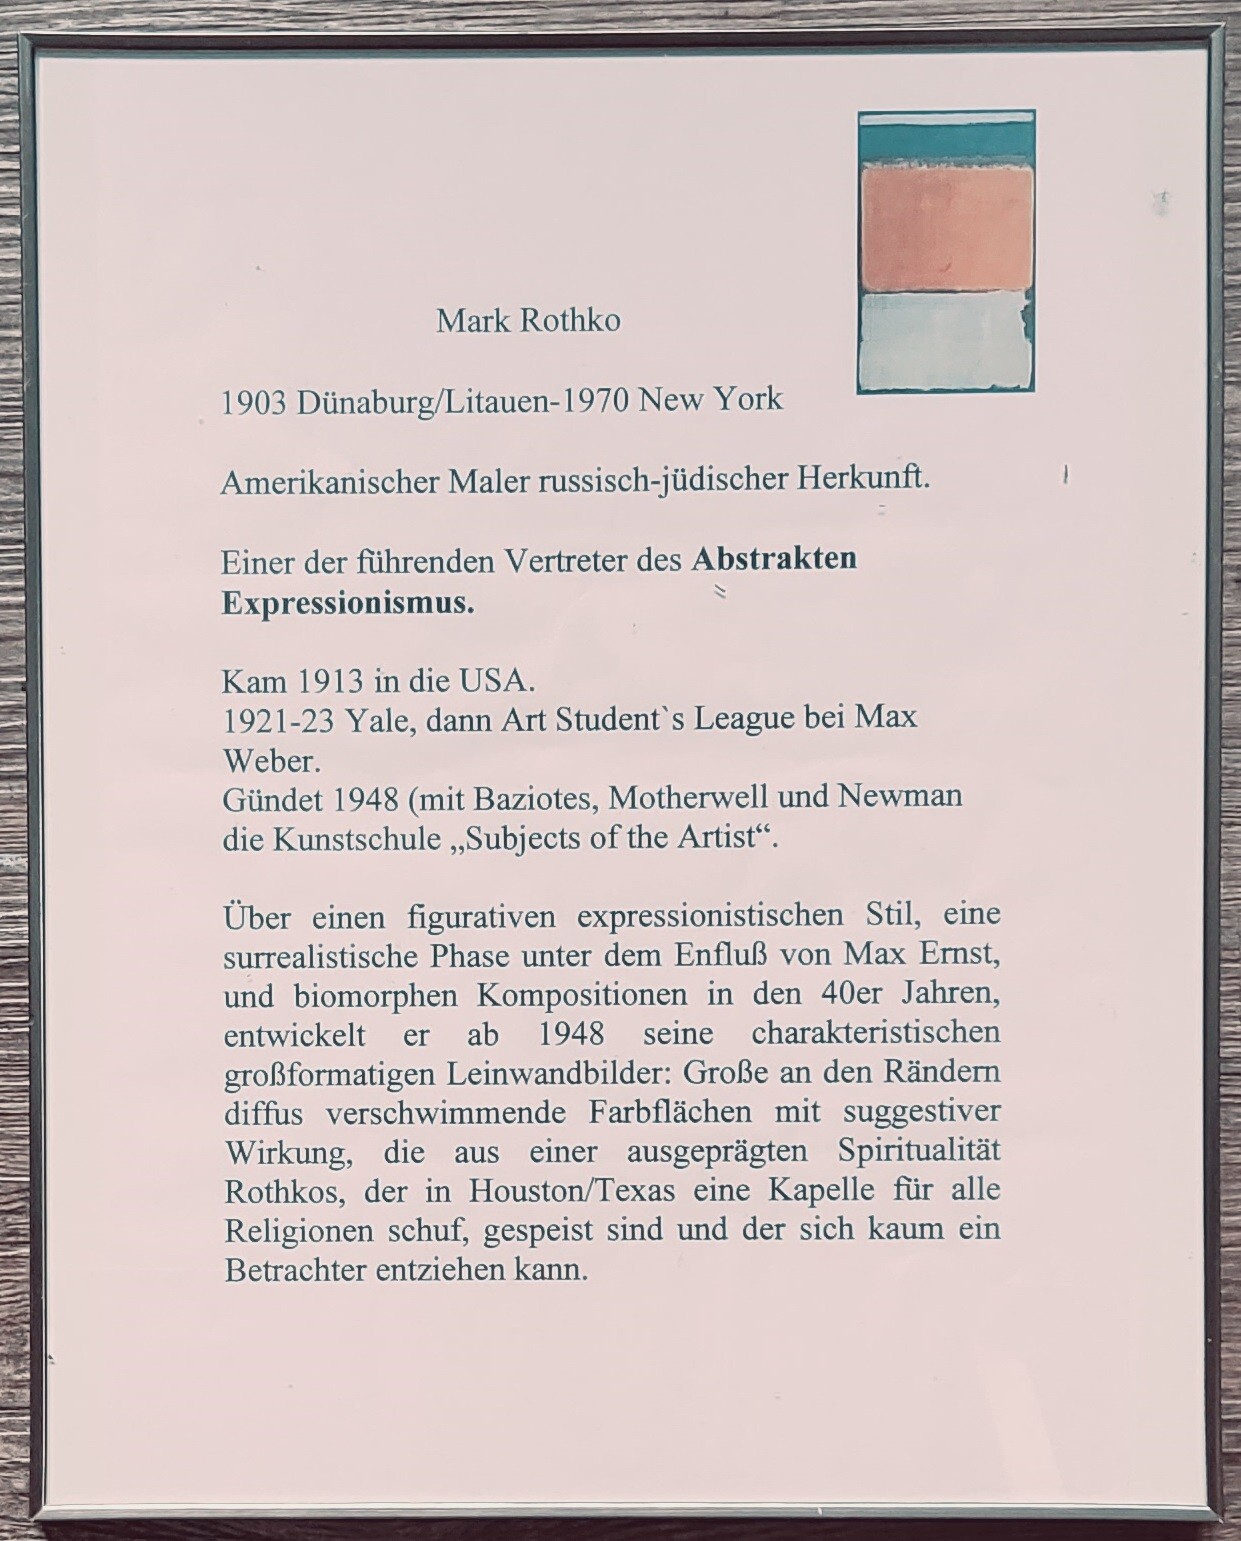 Mark Rothko
1903 Dünaburg/Litauen-1970 New York
Amerikanischer Maler russisch-jüdischer Herkunft.
Einer der führenden Vertreter des Abstrakten
Expressionismus.
Kam 1913 in die USA.
1921-23 Yale, dann Art Student`s League bei Max
Weber.
Gündet 1948 (mit Baziotes, Motherwell und Newman
die Kunstschule „Subjects of the Artist“.
Über einen figurativen expressionistischen Stil, eine
surrealistische Phase unter dem Enfluß von Max Ernst,
und biomorphen Kompositionen in den 40er Jahren,
entwickelt er ab 1948 seine charakteristischen
großformatigen Leinwandbilder: Große an den Rändern
diffus verschwimmende Farbflächen mit suggestiver
Wirkung, die aus einer ausgeprägten Spiritualität
Rothkos, der in Houston/Texas eine Kapelle für alle
Religionen schuf, gespeist sind und der sich kaum ein
Betrachter entziehen kann.